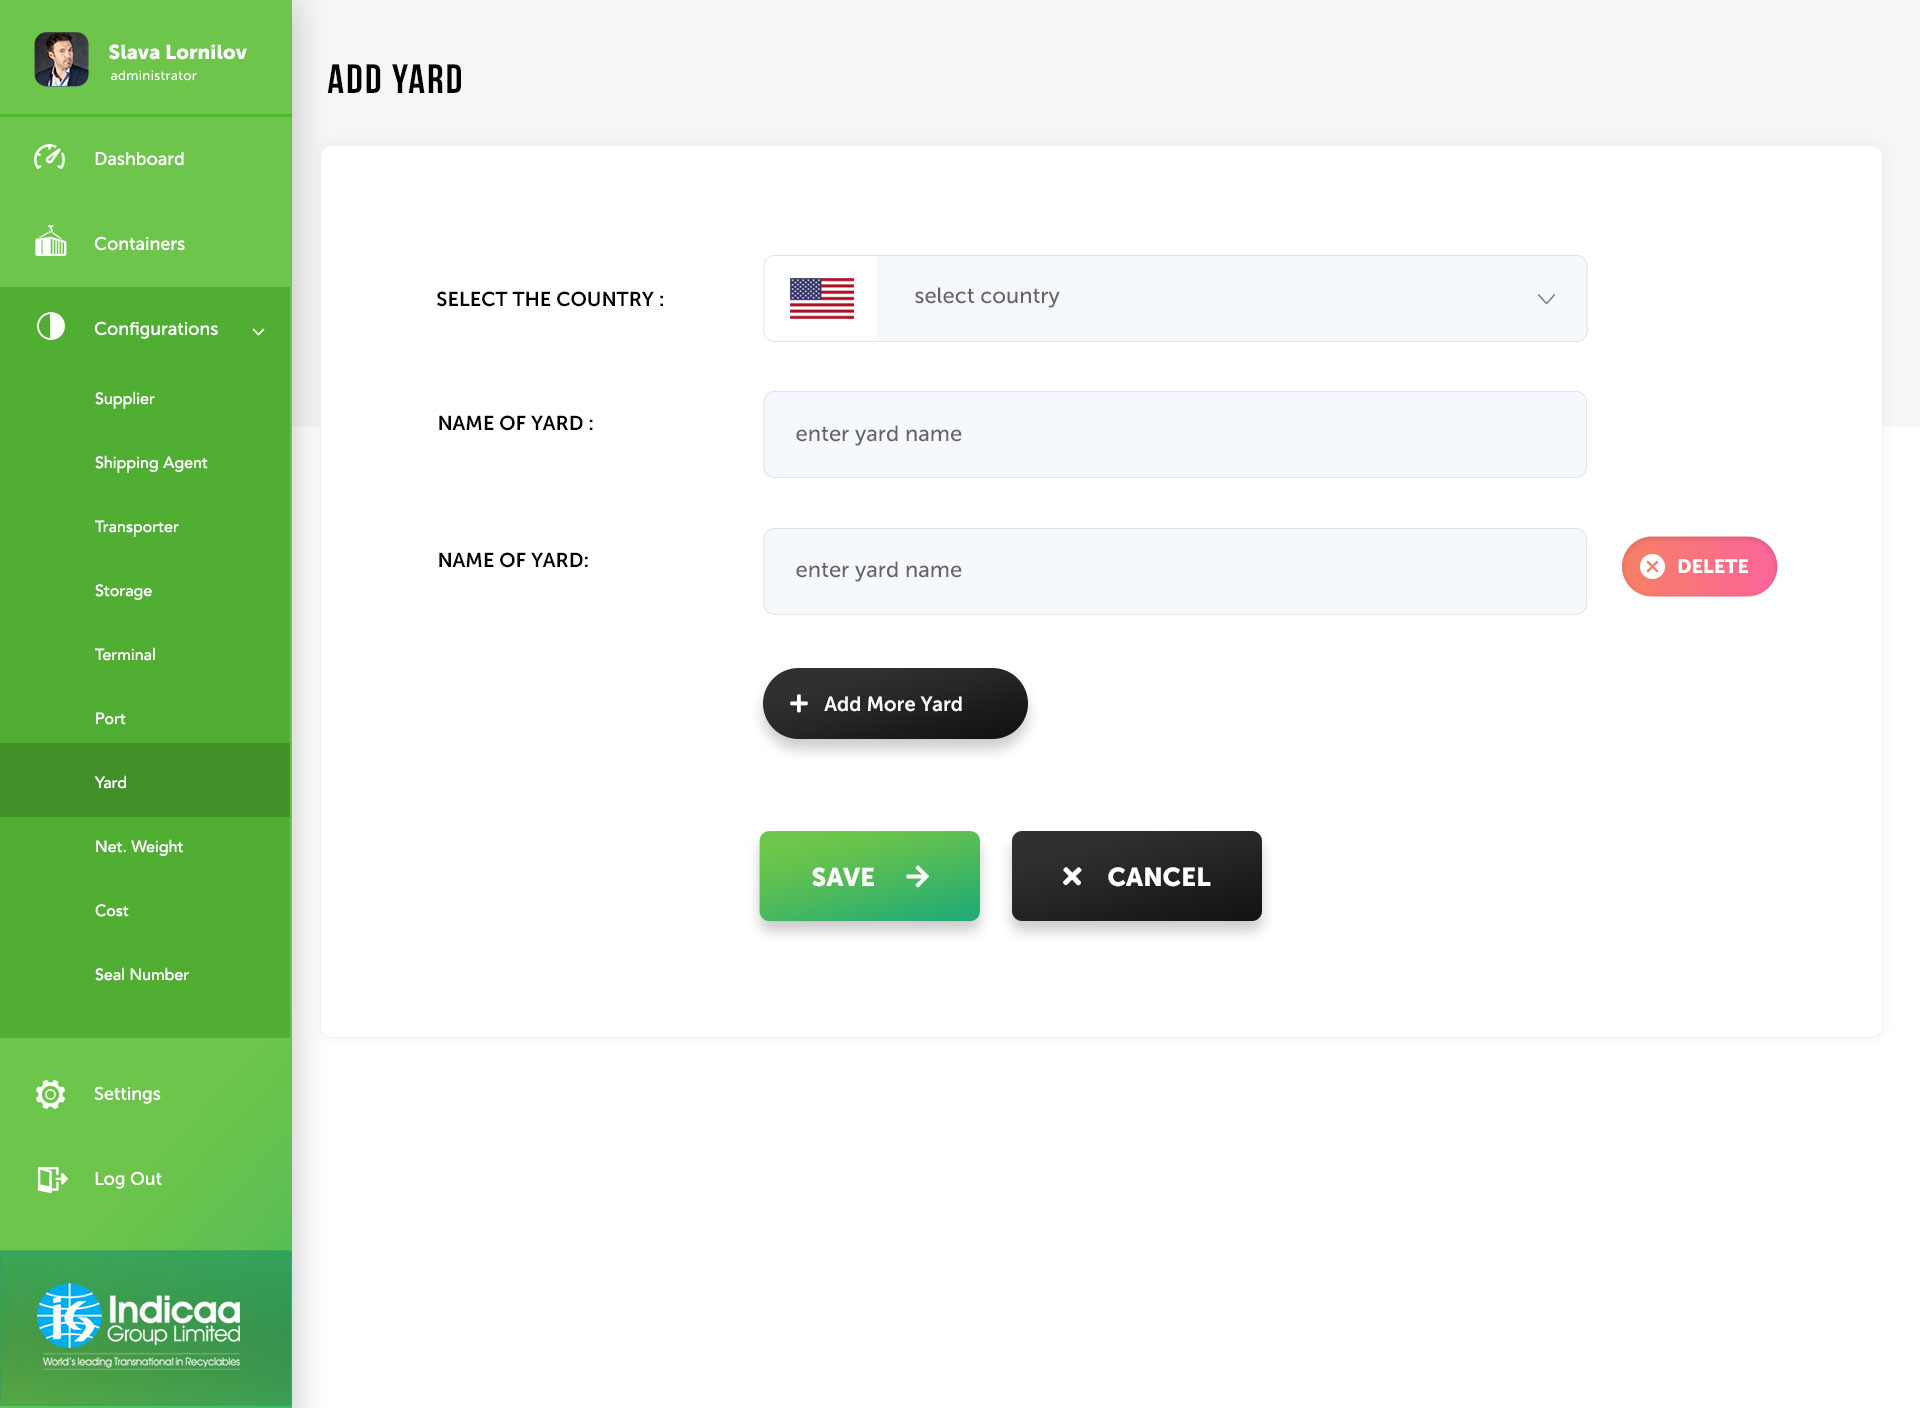 Slava Lornilov
administrator
Dashboard
Containers
Configurations
Supplier
Shipping Agent
Transporter
Storage
Terminal
Port
Yard
Net. Weight
Cost
Seal Number
Settings
Log Out
iks
Indicaa
Group Limited
World's leading Transnational in Recyclables
ADD YARD
SELECT THE COUNTRY :
select country
NAME OF YARD :
enter yard name
NAME OF YARD:
enter yard name
DELETE
Add More Yard
SAVE
CANCEL